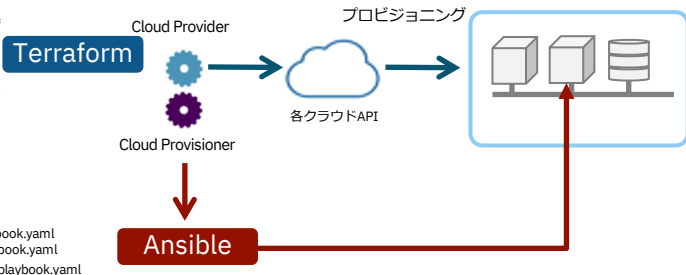 Cloud Provider
プロビジョニング
Terraform
各クラウドAPI
Cloud Provisioner
book.yaml
book.yaml
playbook.yaml
Ansible